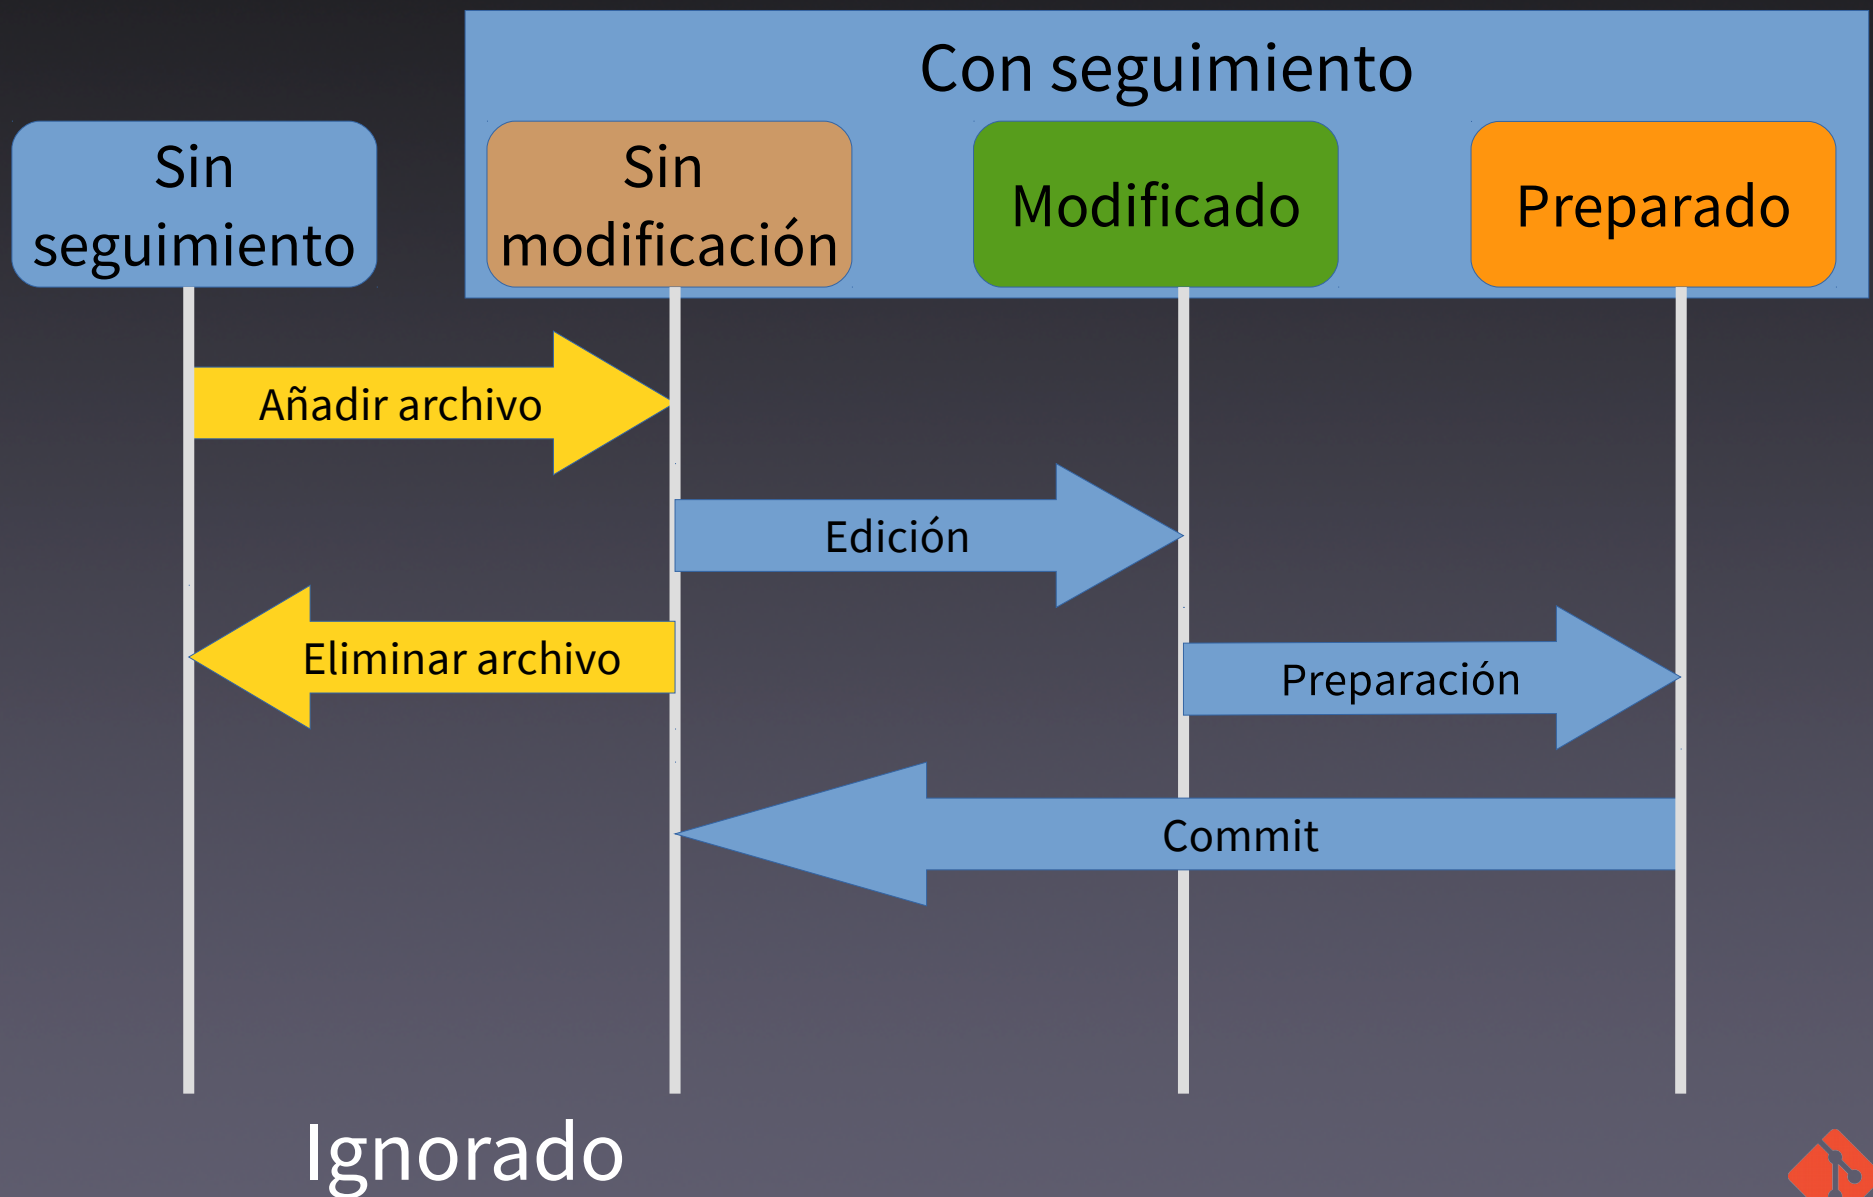 Con seguimiento
Sin
seguimiento
Sin
modificación
Modificado
Preparado
Añadir archivo
Edición
Eliminar archivo
Preparación
Commit
Ignorado